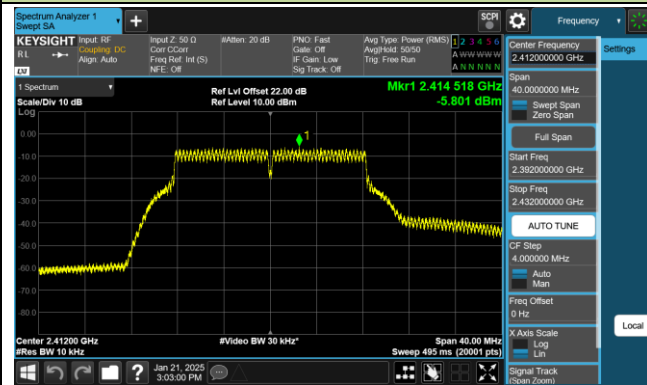 Spectrum Analyzer 1
Swept SA
SCPI
Frequency
KEYSIGHT
RL
LXI
Input: RF
Coupling: DC
Align: Auto
Input Z: 50 Ω
Corr CCorr
Freq Ref: Int (S)
NFE: Off
#Atten: 20 dB
PNO: Fast
Gate: Off
IF Gain: Low
Sig Track: Off
Avg Type: Power (RMS)
Avg|Hold: 50/50
Trig: Free Run
1 2 3 4 5 6
A W W W W W
A N N N N N
1 Spectrum
Scale/Div 10 dB
Log
Ref Lvl Offset 22.00 dB
Ref Level 10.00 dBm
Mkr1 2.414 518 GHz
-5.801 dBm
1
0.00
-10.0
-20.0
-30.0
-40.0
-50.0
-60.0
-70.0
-80.0
Center 2.41200 GHz
#Res BW 10 kHz
#Video BW 30 kHz*
Span 40.00 MHz
Sweep 495 ms (20001 pts)
Jan 21, 2025
3:03:00 PM
Center Frequency
2.412000000 GHz
Span
40.0000000 MHz
Swept Span
Zero Span
Full Span
Start Freq
2.392000000 GHz
Stop Freq
2.432000000 GHz
AUTO TUNE
CF Step
4.000000 MHz
Auto
Man
Freq Offset
0 Hz
X Axis Scale
Log
Lin
Signal Track
(Span Zoom)
Settings
Local